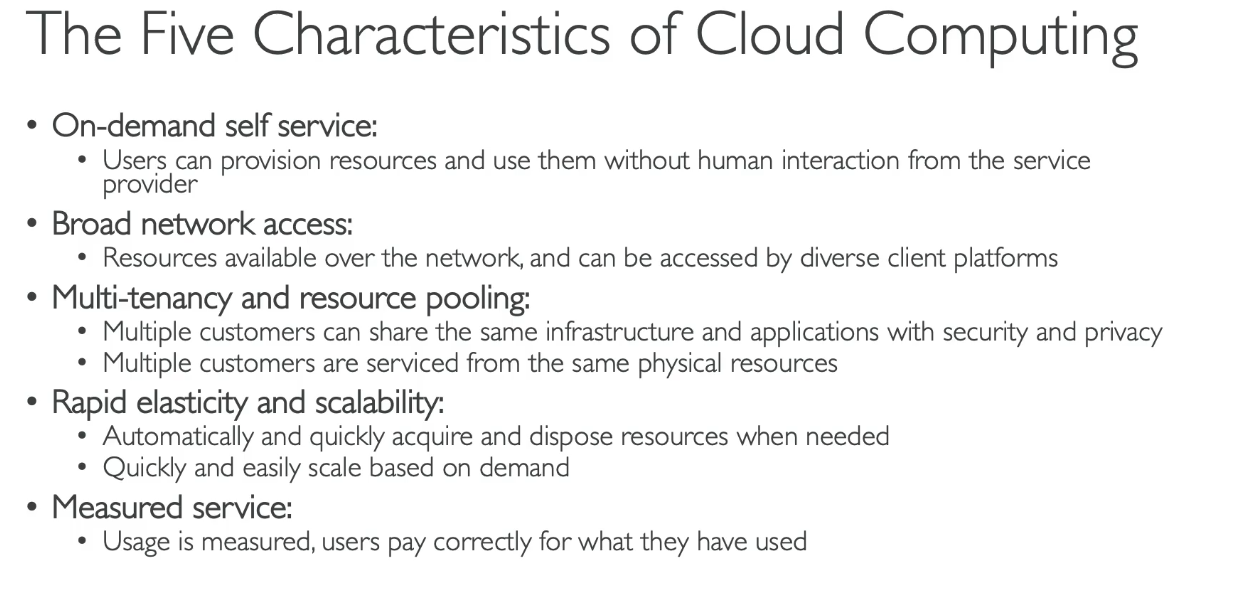 The Five Characteristics of Cloud Computing
• On-demand self service:
• Users can provision resources and use them without human interaction from the service
provider
• Broad network access:
• Resources available over the network, and can be accessed by diverse client platforms
• Multi-tenancy and resource pooling:
• Multiple customers can share the same infrastructure and applications with security and privacy
• Multiple customers are serviced from the same physical resources
• Rapid elasticity and scalability:
• Automatically and quickly acquire and dispose resources when needed
• Quickly and easily scale based on demand
• Measured service:
• Usage is measured, users pay correctly for what they have used